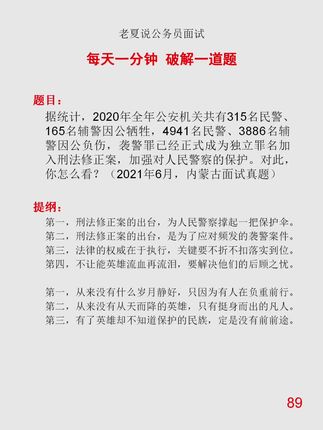 老夏说公务员面试
每天一分钟 破解一道题
题目：
据统计，2020年全年公安机关共有315名民警、
165名辅警因公牺牲，4941名民警、3886名辅
警因公负伤，袭警罪已经正式成为独立罪名加
入刑法修正案，加强对人民警察的保护。对此，
你怎么看？（2021年6月，内蒙古面试真题）
提纲：
第一，刑法修正案的出台，为人民警察撑起一把保护伞。
第二，刑法修正案的出台，是为了应对频发的袭警案件。
第三，法律的权威在于执行，关键要不折不扣落实到位。
第四，不让能英雄流血再流泪，要解决他们的后顾之忧。
第一，从来没有什么岁月静好，只因为有人在负重前行。
第二，从来没有从天而降的英雄，只有挺身而出的凡人。
第三，有了英雄却不知道保护的民族，定是没有前前途。
89